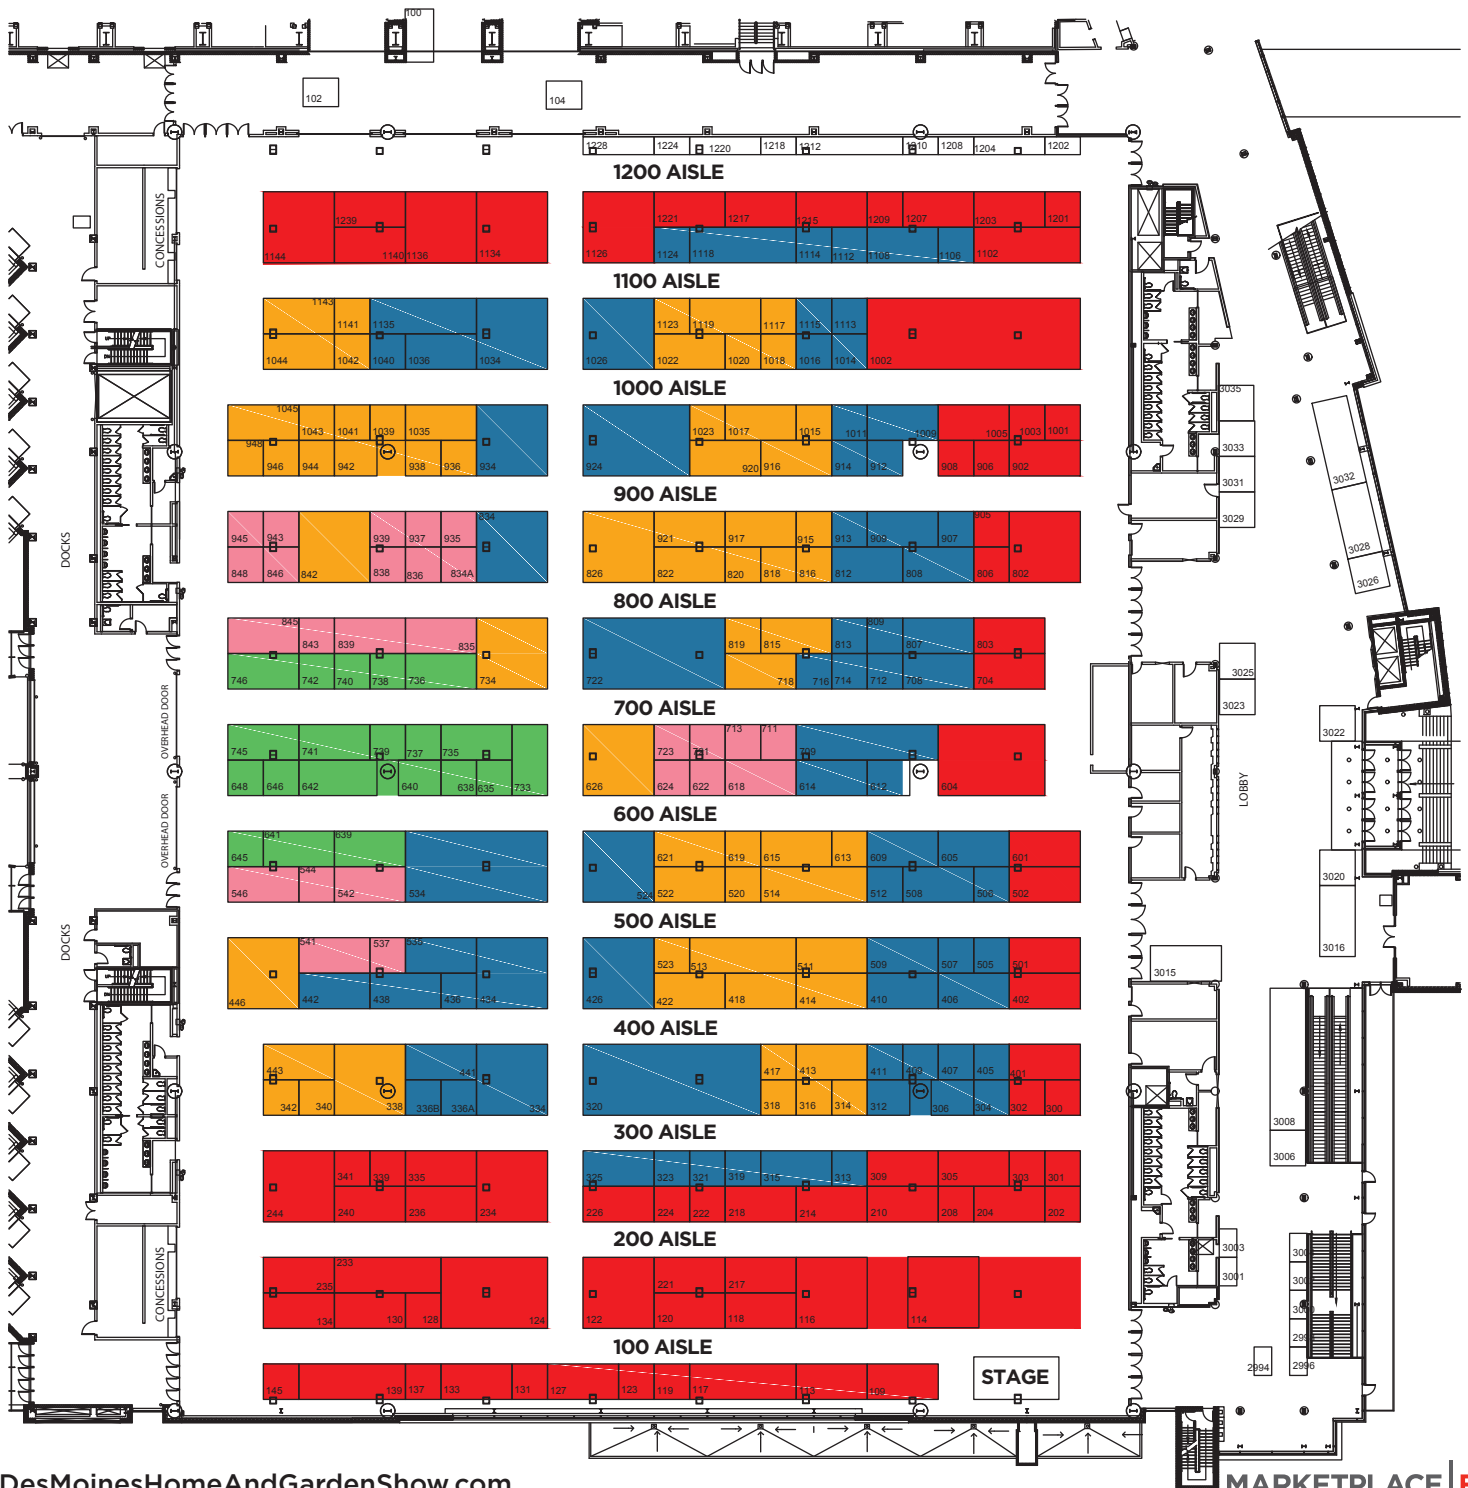 100
102
104
1228 1224 1220 1218 1212 1210 1208 1204 1202
1200 AISLE
CONCESSIONS
1239 1221 1217 1215 1209 1207 1203 1201
1144 1140 1136 1134 1126 1124 1118 1114 1112 1108 1106 1102
1100 AISLE
1143 1141 1135 1123 1119 1117 1115 1113
1044 1042 1040 1036 1034 1026 1022 1020 1018 1016 1014 1002
1000 AISLE
1045 1043 1041 1039 1035 1023 1017 1015 1011 1009 1005 1003 1001
948 946 944 942 938 936 934 924 920 916 914 912 908 906 902
900 AISLE
945 943 939 937 935 834 921 917 915 913 909 907 905
848 846 842 838 836 834A 826 822 820 818 816 812 808 806 802
DOCKS
800 AISLE
845 843 839 835 819 815 813 809 807 803
746 742 740 738 736 734 722 718 716 714 712 708 704
OVERHEAD DOOR
700 AISLE
745 741 739 737 735 723 721 713 711 709
648 646 642 640 638 635 733 626 624 622 618 614 612 604
OVERHEAD DOOR
LOBBY
600 AISLE
645 641 639 621 619 615 613 609 605 601
546 544 542 534 524 522 520 514 512 508 506 502
500 AISLE
DOCKS
541 537 535 523 513 511 509 507 505 501
446 442 438 436 434 426 422 418 414 410 406 402
400 AISLE
443 441 417 413 411 409 407 405 401
342 340 338 336B 336A 334 320 318 316 314 312 306 304 302 300
300 AISLE
341 339 335 325 323 321 319 315 313 309 305 303 301
244 240 236 234 226 224 222 218 214 210 208 204 202
200 AISLE
CONCESSIONS
235 233 221 217
134 130 128 124 122 120 118 116 114
100 AISLE
145 139 137 133 131 127 123 119 117 113 109
STAGE
3035
3033
3031
3029
3032
3028
3026
3025
3023
3022
3020
3016
3015
3008
3006
3003
3001
2994 2996
DesMoinesHomeAndGardenShow.com
MARKETPLACE